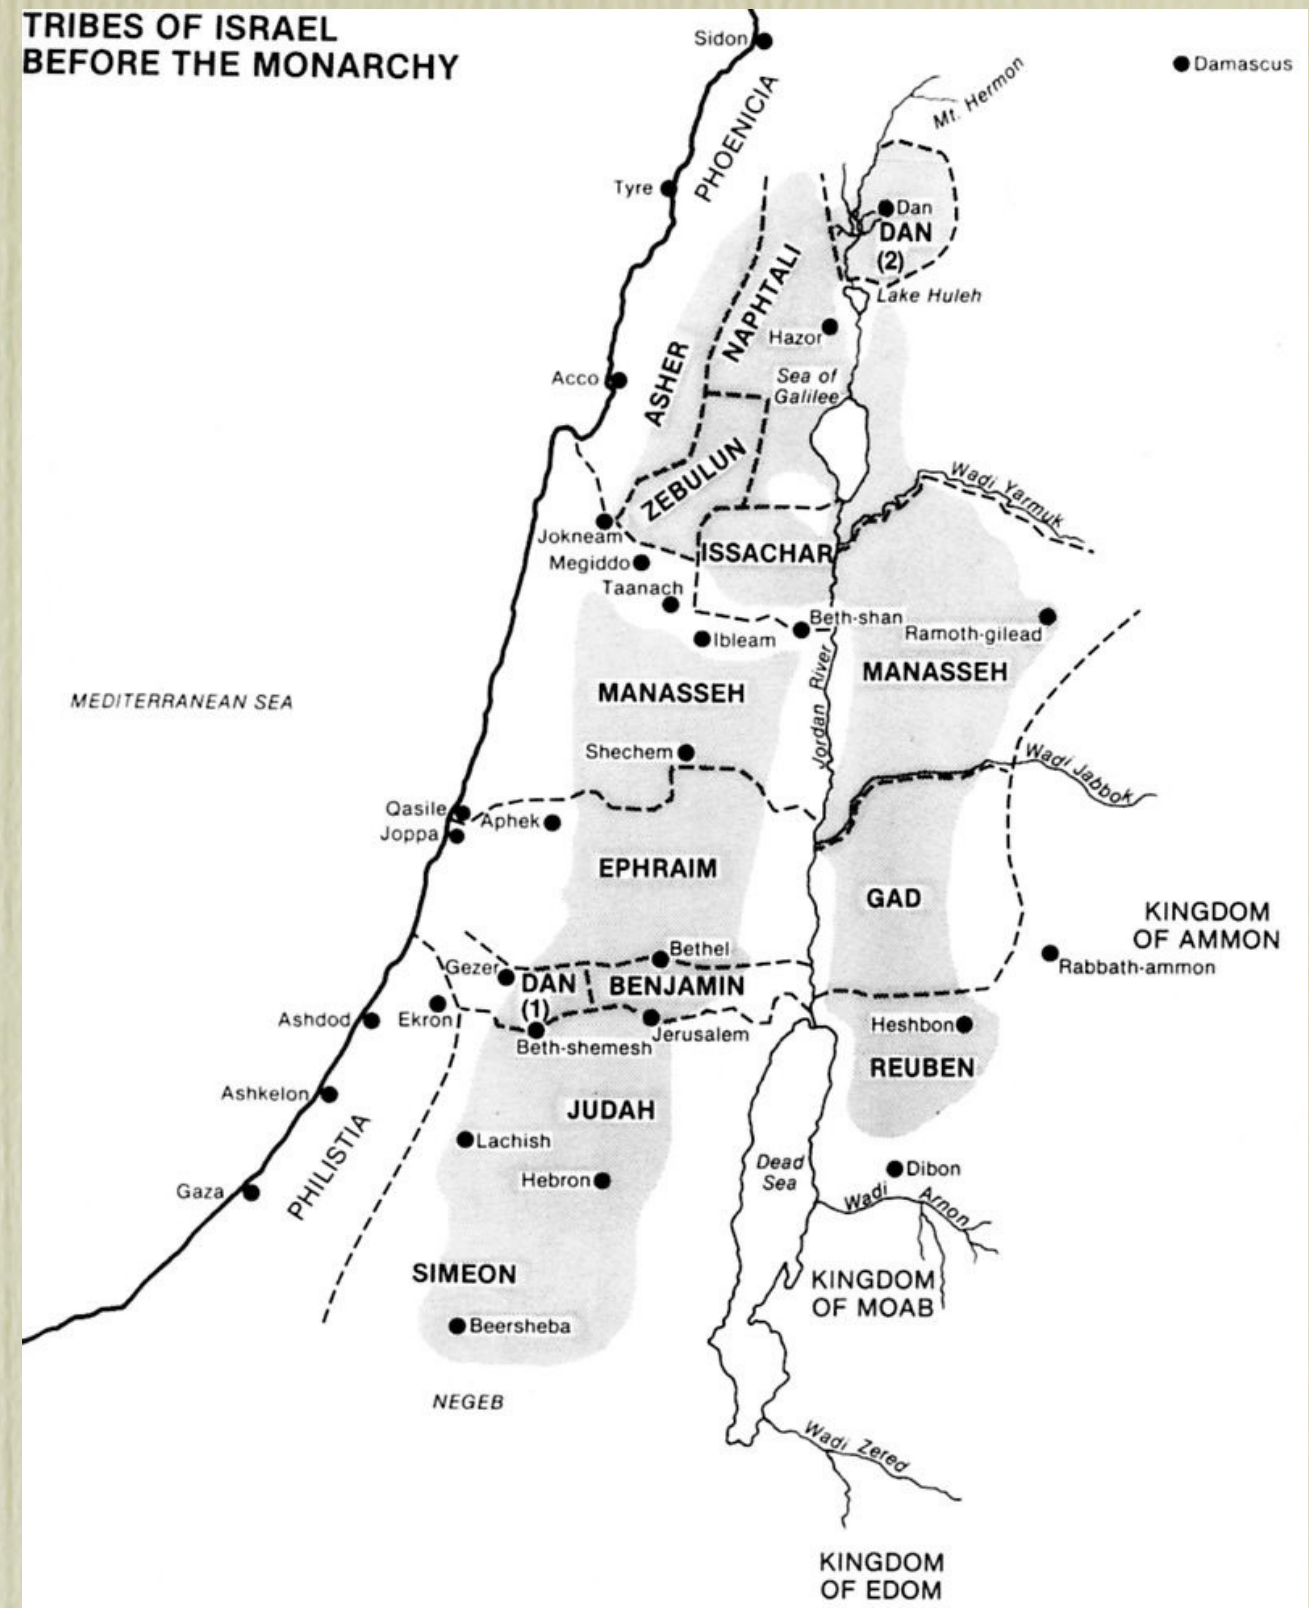 TRIBES OF ISRAEL
BEFORE THE MONARCHY
Sidon
Damascus
PHOENICIA
Mt. Hermon
Tyre
Dan
DAN
(2)
Lake Huleh
NAPHTALI
Hazor
ASHER
Acco
Sea of
Galilee
ZEBULUN
Wadi Yarmuk
Jokneam
ISSACHAR
Megiddo
Taanach
Beth-shan
Ibleam
Ramoth-gilead
Jordan River
MANASSEH
MANASSEH
MEDITERRANEAN SEA
Shechem
Wadi Jabbok
Qasile
Aphek
Joppa
EPHRAIM
GAD
KINGDOM
OF AMMON
Bethel
Gezer
Rabbath-ammon
DAN
(1)
BENJAMIN
Ashdod
Ekron
Heshbon
Jerusalem
Beth-shemesh
REUBEN
Ashkelon
JUDAH
PHILISTIA
Lachish
Dead
Sea
Dibon
Hebron
Gaza
Wadi Arnon
SIMEON
KINGDOM
OF MOAB
Beersheba
NEGEB
Wadi Zered
KINGDOM
OF EDOM